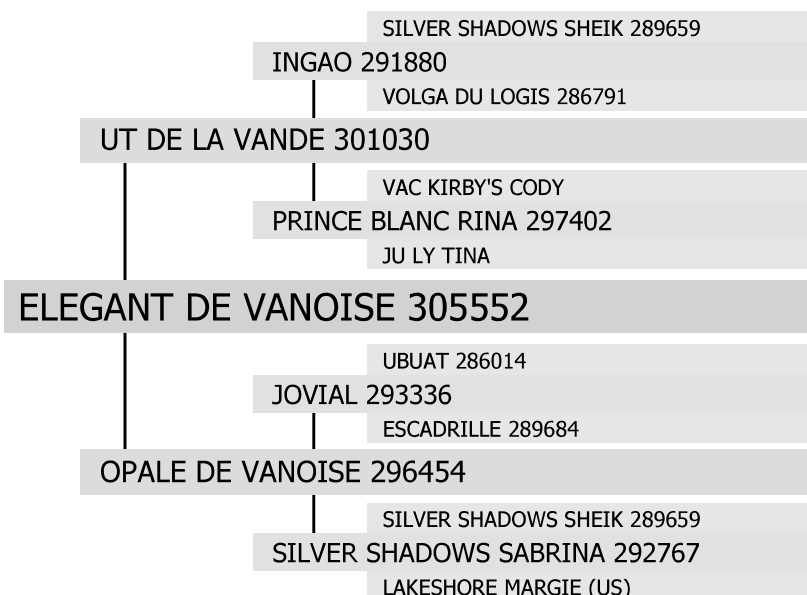 SILVER SHADOWS SHEIK 289659
INGAO 291880
VOLGA DU LOGIS 286791
UT DE LA VANDE 301030
VAC KIRBY'S CODY
PRINCE BLANC RINA 297402
JU LY TINA
ELEGANT DE VANOISE 305552
UBUAT 286014
JOVIAL 293336
ESCADRILLE 289684
OPALE DE VANOISE 296454
SILVER SHADOWS SHEIK 289659
SILVER SHADOWS SABRINA 292767
LAKESHORE MARGIE (US)